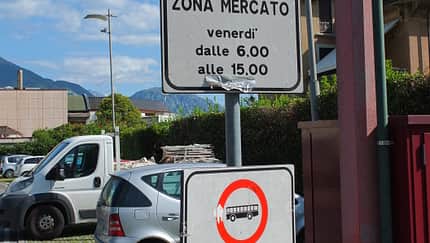 ZONA MERCATO
venerdì
dalle 6.00
alle 15.00